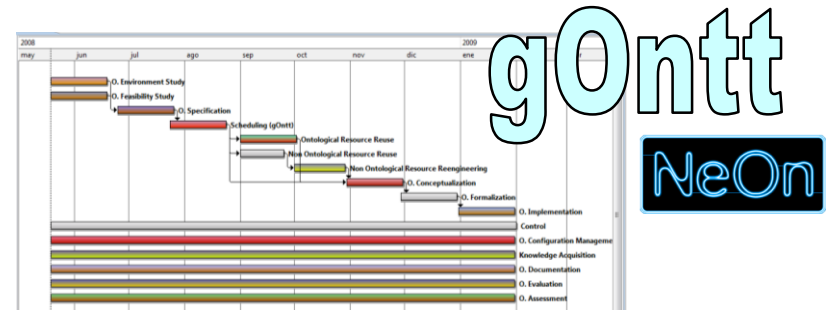 gOntt
2008
2009
may jun jul ago sep oct nov dic ene
O. Environment Study
O. Feasibility Study
O. Specification
Scheduling (gOntt)
Ontological Resource Reuse
Non Ontological Resource Reuse
Non Ontological Resource Reengineering
O. Conceptualization
O. Formalization
O. Implementation
Control
O. Configuration Manageme
Knowledge Acquisition
O. Documentation
O. Evaluation
O. Assessment
NeOn